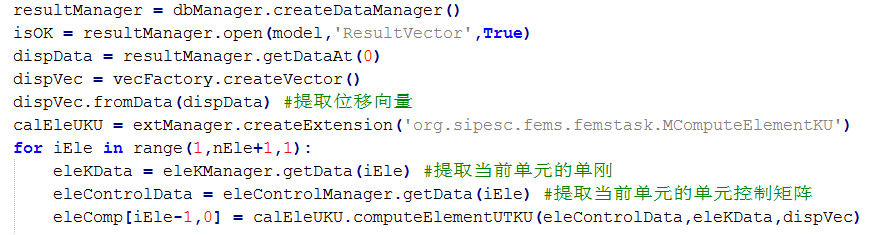 resultManager = dbManager.createDataManager()
isOK = resultManager.open(model,'ResultVector',True)
dispData = resultManager.getDataAt(0)
dispVec = vecFactory.createVector()
dispVec.fromData(dispData) #提取位移向量
calEleUKU = extManager.createExtension('org.sipesc.fems.femstask.MComputeElementKU')
for iEle in range(1,nEle+1,1):
    eleKData = eleKManager.getData(iEle) #提取当前单元的单刚
    eleControlData = eleControlManager.getData(iEle) #提取当前单元的单元控制矩阵
    eleComp[iEle-1,0] = calEleUKU.computeElementUTKU(eleControlData,eleKData,dispVec)